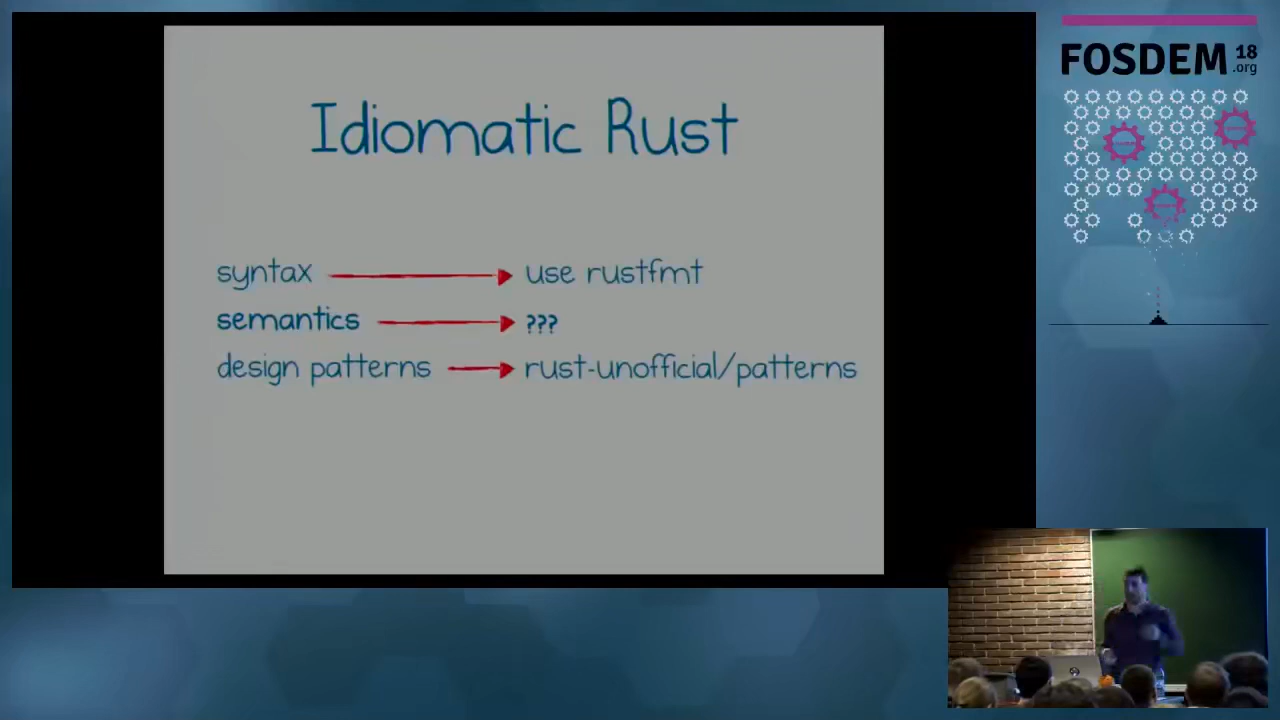 Idiomatic Rust
syntax use rustfmt
semantics ???
design patterns rust-unofficial/patterns
FOSDEM 18
.org